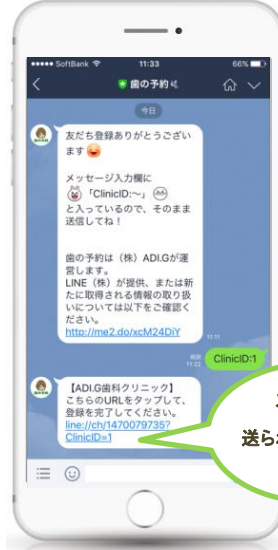 SoftBank 11:33 66%
歯の予約
今日
友だち登録ありがとうござい
ます
メッセージ入力欄に
「ClinicID:~」
と入っているので、そのまま
送信してね！
歯の予約は（株）ADI.Gが運
営します。
LINE（株）が提供、または新
たに取得される情報の取り扱
いについては以下をご確認く
ださい。
http://me2.do/xcM24DiY
11:11
既読
11:22
ClinicID:1
【ADI.G歯科クリニック】
こちらのURLをタップして、
登録を完了してください。
line://ch/1470079735?
ClinicID=1
送ら